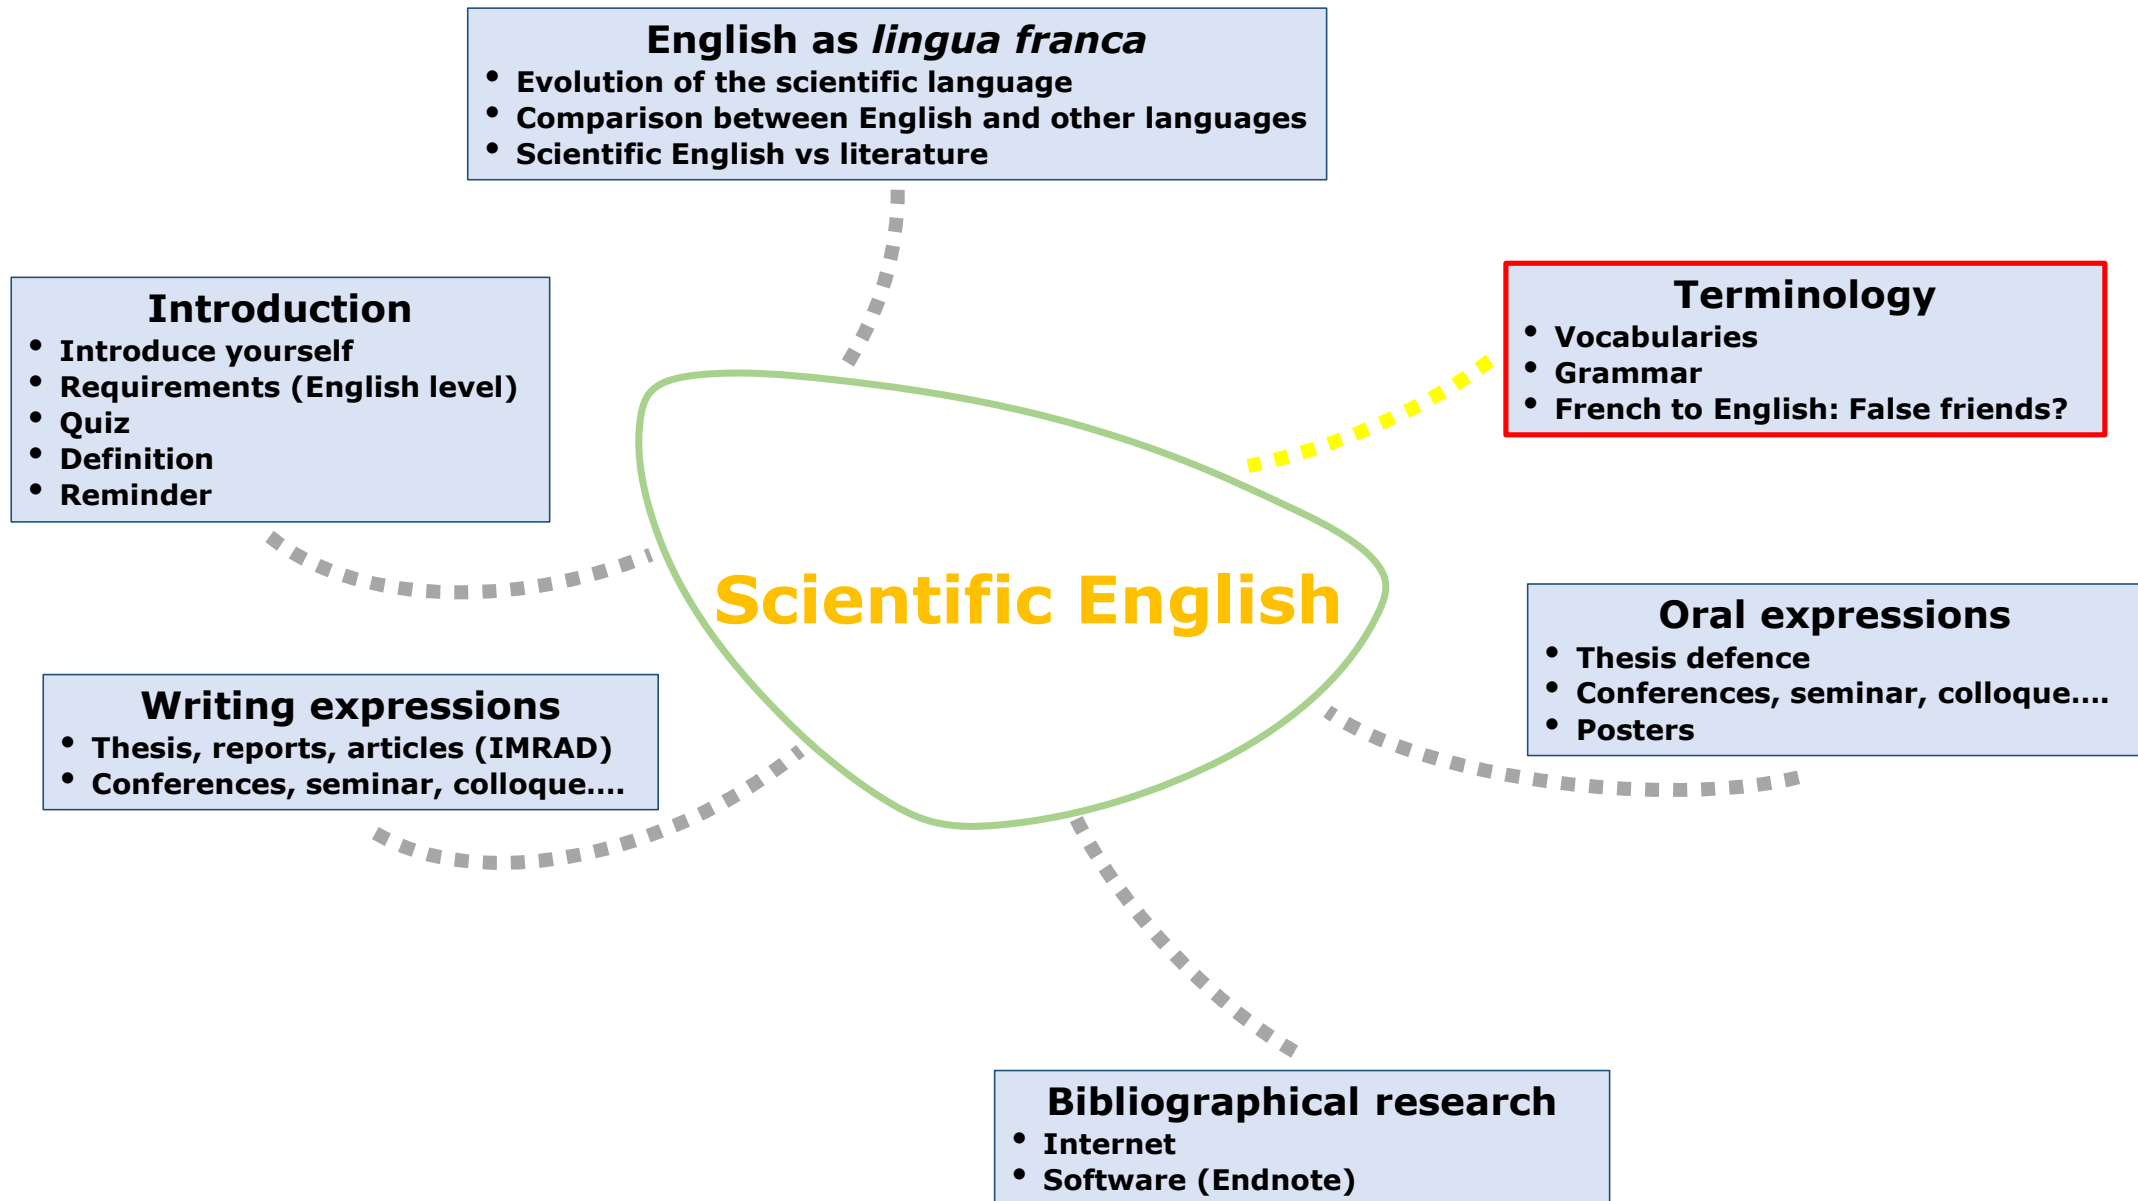 English as lingua franca
• Evolution of the scientific language
• Comparison between English and other languages
• Scientific English vs literature
Introduction
• Introduce yourself
• Requirements (English level)
• Quiz
• Definition
• Reminder
Terminology
• Vocabularies
• Grammar
• French to English: False friends?
Scientific English
Writing expressions
• Thesis, reports, articles (IMRAD)
• Conferences, seminar, colloque....
Oral expressions
• Thesis defence
• Conferences, seminar, colloque....
• Posters
Bibliographical research
• Internet
• Software (Endnote)